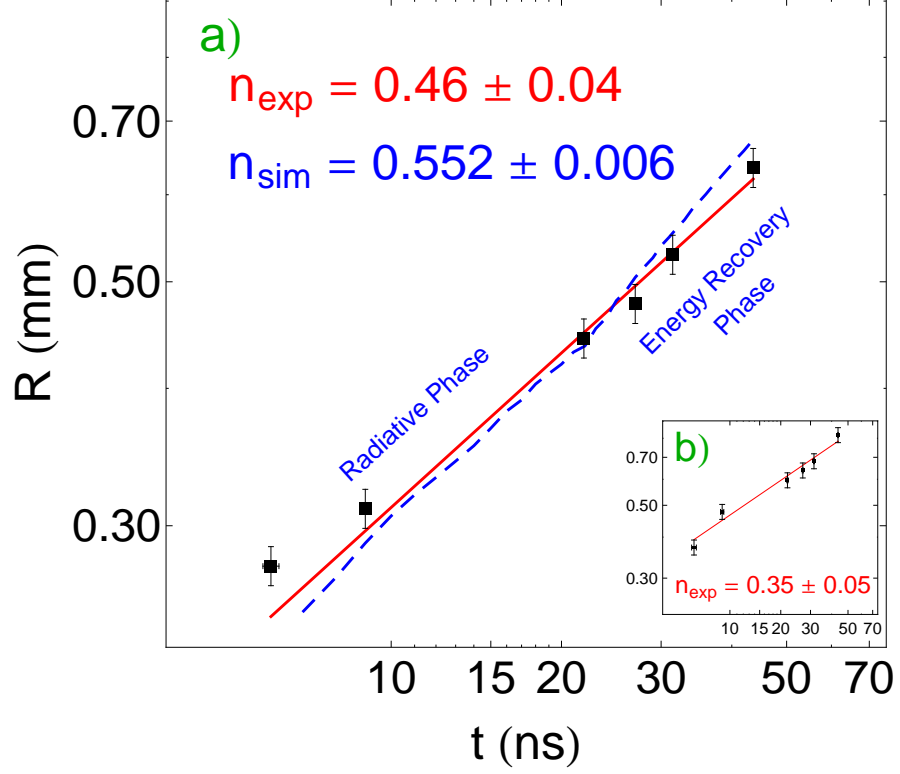 a)
n_exp = 0.46 ± 0.04
n_sim = 0.552 ± 0.006
0.70
0.50
0.30
R (mm)
Radiative Phase
Energy Recovery
Phase
10
15
20
30
50
70
t (ns)
b)
0.70
0.50
0.30
n_exp = 0.35 ± 0.05
10
15
20
30
50
70